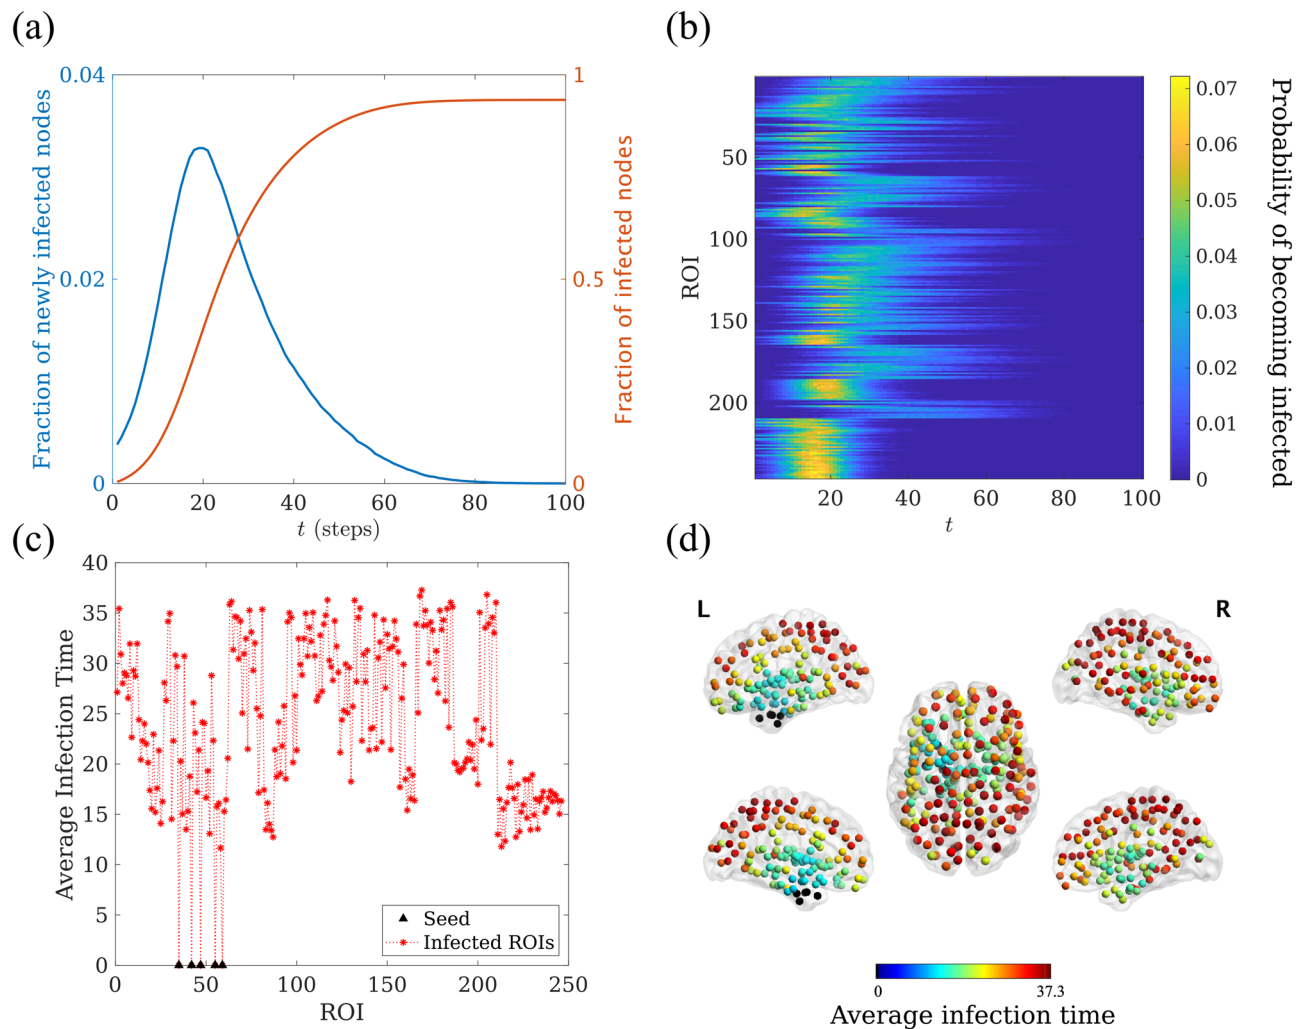 (a)
0.04
0.02
0
1
0.5
0
0 20 40 60 80 100
Fraction of newly infected nodes
Fraction of infected nodes
t (steps)
(b)
50
100
150
200
20 40 60 80 100
ROI
t
0.07
0.06
0.05
0.04
0.03
0.02
0.01
0
Probability of becoming infected
(c)
40
35
30
25
20
15
10
5
0
0 50 100 150 200 250
Average Infection Time
ROI
Seed
Infected ROIs
(d)
L R
0 37.3
Average infection time